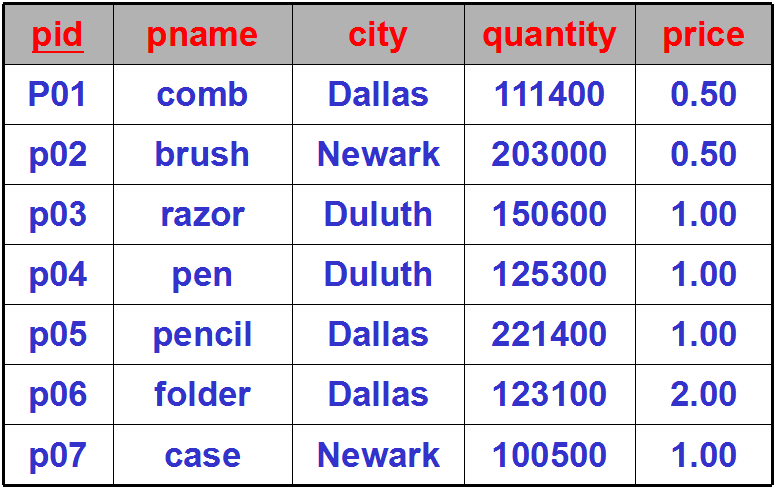 pid pname city quantity price
P01 comb Dallas 111400 0.50
p02 brush Newark 203000 0.50
p03 razor Duluth 150600 1.00
p04 pen Duluth 125300 1.00
p05 pencil Dallas 221400 1.00
p06 folder Dallas 123100 2.00
p07 case Newark 100500 1.00